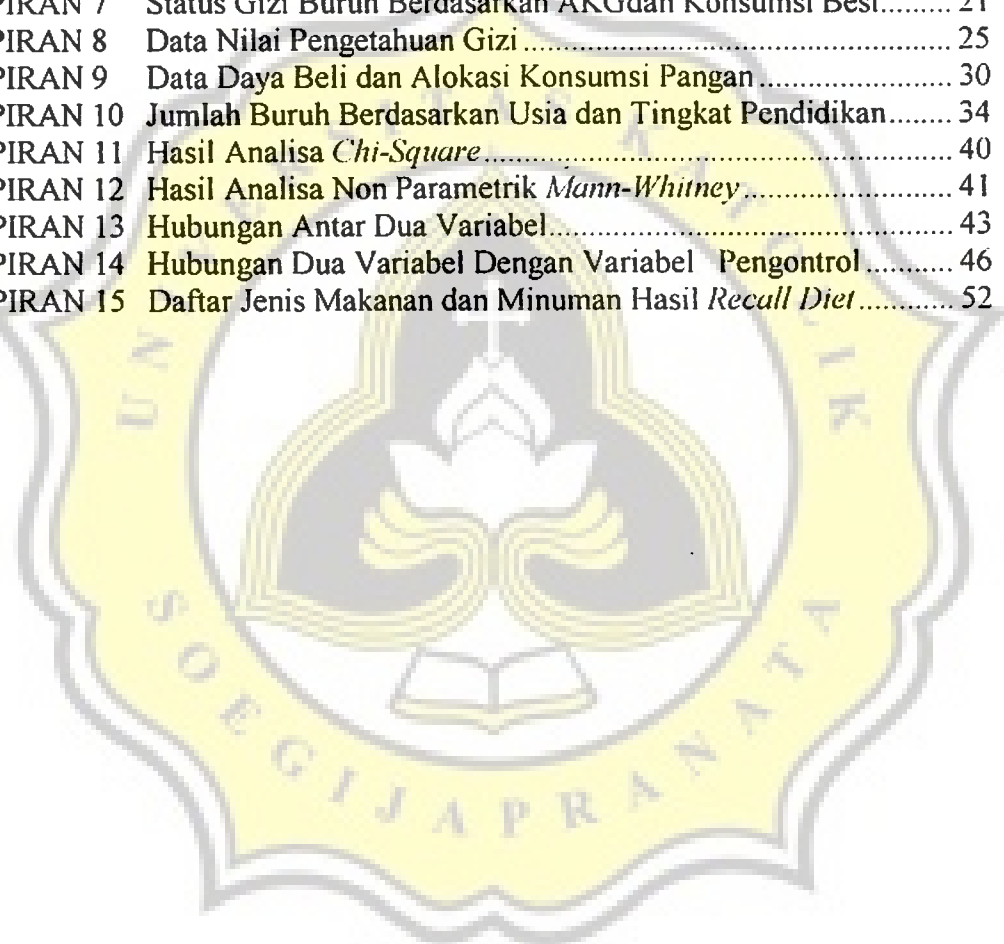 PIRAN 7 Status Gizi Buruh Berdasarkan AKGdan Konsumsi Besi......... 21
PIRAN 8 Data Nilai Pengetahuan Gizi......... 25
PIRAN 9 Data Daya Beli dan Alokasi Konsumsi Pangan......... 30
PIRAN 10 Jumlah Buruh Berdasarkan Usia dan Tingkat Pendidikan......... 34
PIRAN 11 Hasil Analisa Chi-Square......... 40
PIRAN 12 Hasil Analisa Non Parametrik Mann-Whitney......... 41
PIRAN 13 Hubungan Antar Dua Variabel......... 43
PIRAN 14 Hubungan Dua Variabel Dengan Variabel Pengontrol......... 46
PIRAN 15 Daftar Jenis Makanan dan Minuman Hasil Recall Diet......... 52
SOEGIJAPRANATA